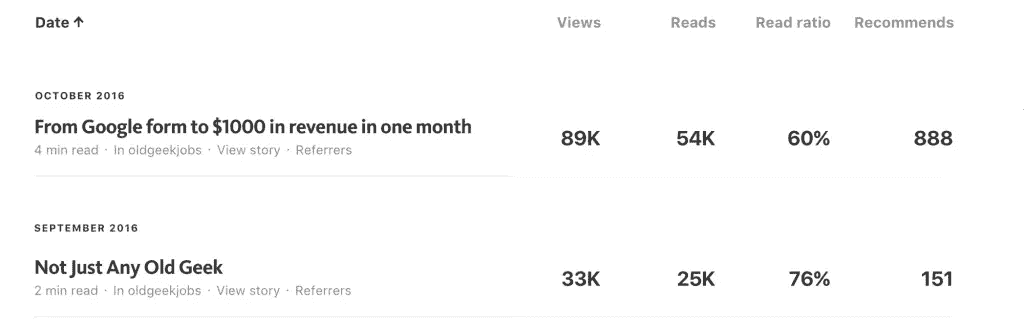 Date ↑ Views Reads Read ratio Recommends
OCTOBER 2016
From Google form to $1000 in revenue in one month 89K 54K 60% 888
4 min read · In oldgeekjobs · View story · Referrers
SEPTEMBER 2016
Not Just Any Old Geek 33K 25K 76% 151
2 min read · In oldgeekjobs · View story · Referrers